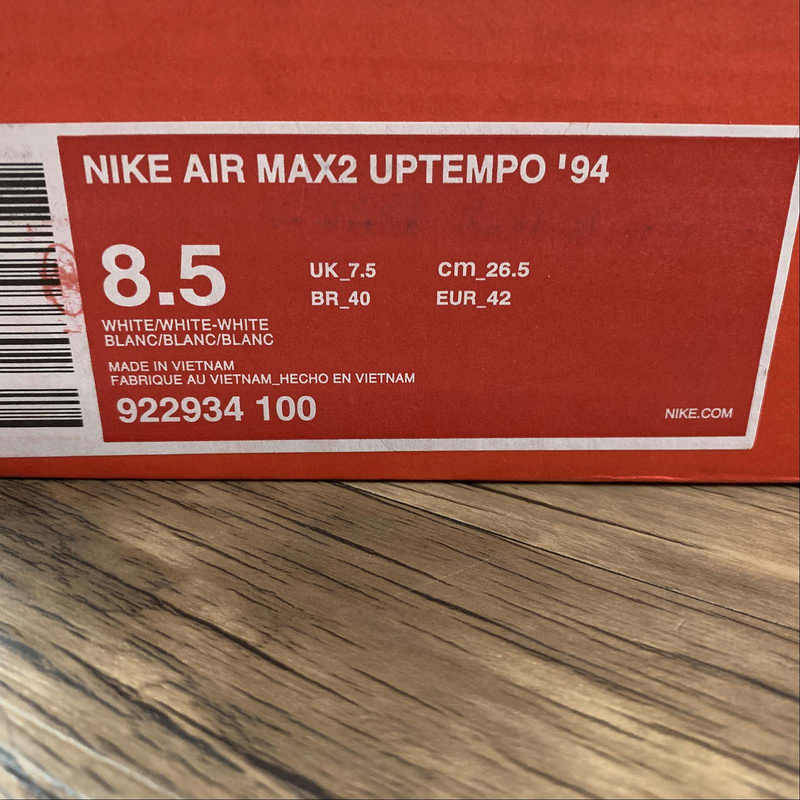 NIKE AIR MAX2 UPTEMPO '94
8.5
UK_7.5 cm_26.5
BR_40 EUR_42
WHITE/WHITE-WHITE
BLANC/BLANC/BLANC
MADE IN VIETNAM
FABRIQUE AU VIETNAM_HECHO EN VIETNAM
922934 100
NIKE.COM